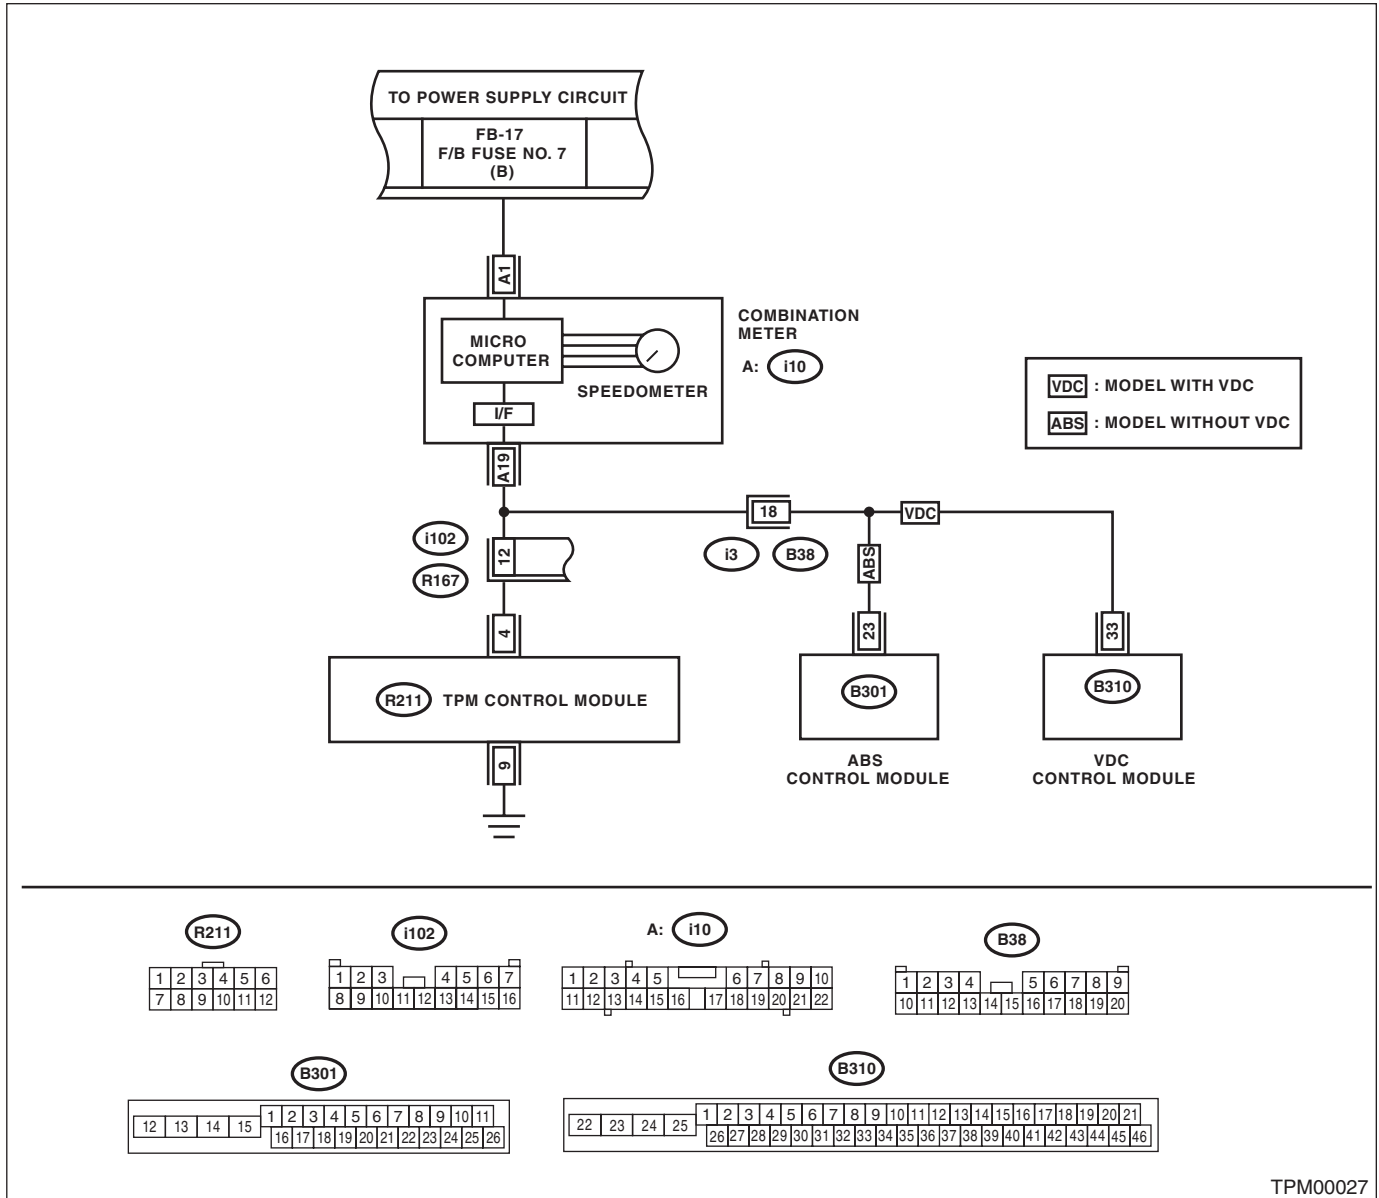 TO POWER SUPPLY CIRCUIT
FB-17
F/B FUSE NO. 7
(B)
A1
MICRO
COMPUTER
SPEEDOMETER
I/F
COMBINATION
METER
A: i10
VDC : MODEL WITH VDC
ABS : MODEL WITHOUT VDC
A19
18
VDC
i102
12
R167
i3 B38
ABS
4
23
33
R211 TPM CONTROL MODULE
B301
B310
9
ABS
CONTROL MODULE
VDC
CONTROL MODULE
R211
1 2 3 4 5 6
7 8 9 10 11 12
i102
1 2 3 4 5 6 7
8 9 10 11 12 13 14 15 16
A: i10
1 2 3 4 5 6 7 8 9 10
11 12 13 14 15 16 17 18 19 20 21 22
B38
1 2 3 4 5 6 7 8 9
10 11 12 13 14 15 16 17 18 19 20
B301
1 2 3 4 5 6 7 8 9 10 11
12 13 14 15
16 17 18 19 20 21 22 23 24 25 26
B310
1 2 3 4 5 6 7 8 9 10 11 12 13 14 15 16 17 18 19 20 21
22 23 24 25
26 27 28 29 30 31 32 33 34 35 36 37 38 39 40 41 42 43 44 45 46
TPM00027